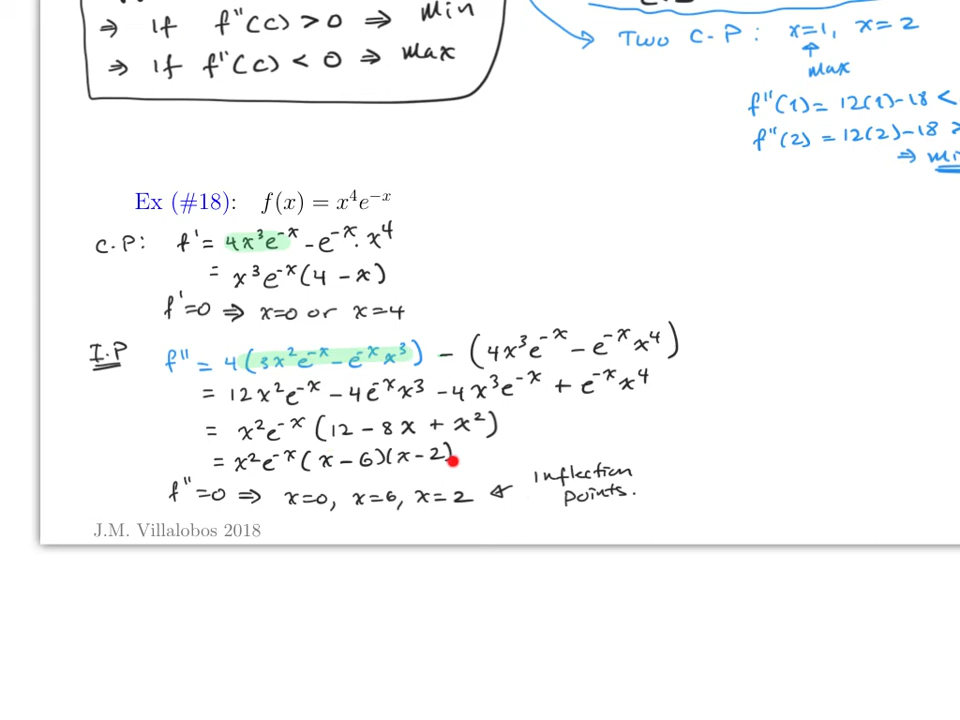 ⇒ If f''(c) > 0 ⇒ Min
⇒ If f''(c) < 0 ⇒ Max
Two C.P: x=1, x=2
↑
Max
f''(1) = 12(1)-18 <
f''(2) = 12(2)-18 >
⇒ Mi
Ex (#18): f(x) = x⁴e⁻ˣ
C.P: f' = 4x³e⁻ˣ - e⁻ˣ · x⁴
= x³e⁻ˣ(4 - x)
f'=0 ⇒ x=0 or x=4
I.P f'' = 4(3x²e⁻ˣ - e⁻ˣx³) - (4x³e⁻ˣ - e⁻ˣx⁴)
= 12x²e⁻ˣ - 4e⁻ˣx³ - 4x³e⁻ˣ + e⁻ˣx⁴
= x²e⁻ˣ(12 - 8x + x²)
= x²e⁻ˣ(x - 6)(x - 2)
f''=0 ⇒ x=0, x=6, x=2 ← Inflection
Points.
J.M. Villalobos 2018